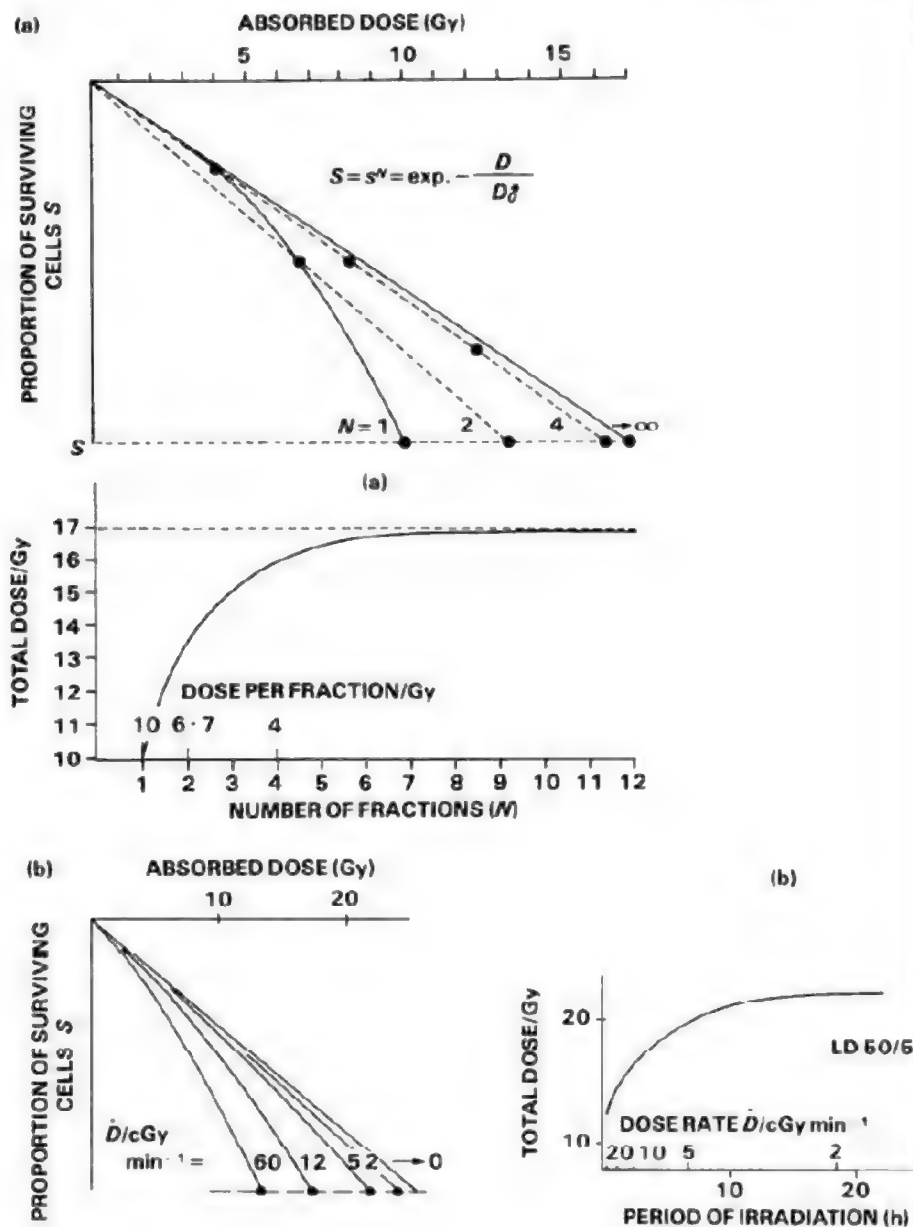 (a)
ABSORBED DOSE (Gy)
5 10 15
PROPORTION OF SURVIVING
CELLS S
S = s^N = exp. - D / D₀
N = 1 2 4 → ∞
S
(a)
TOTAL DOSE/Gy
17
16
15
14
13
12
11
10
DOSE PER FRACTION/Gy
10 6·7 4
1 2 3 4 5 6 7 8 9 10 11 12
NUMBER OF FRACTIONS (N)
(b)
ABSORBED DOSE (Gy)
10 20
PROPORTION OF SURVIVING
CELLS S
Ḋ/cGy
min⁻¹ = 60 12 5 2 → 0
(b)
TOTAL DOSE/Gy
20
10
LD 50/5
DOSE RATE Ḋ/cGy min⁻¹
20 10 5 2
10 20
PERIOD OF IRRADIATION (h)